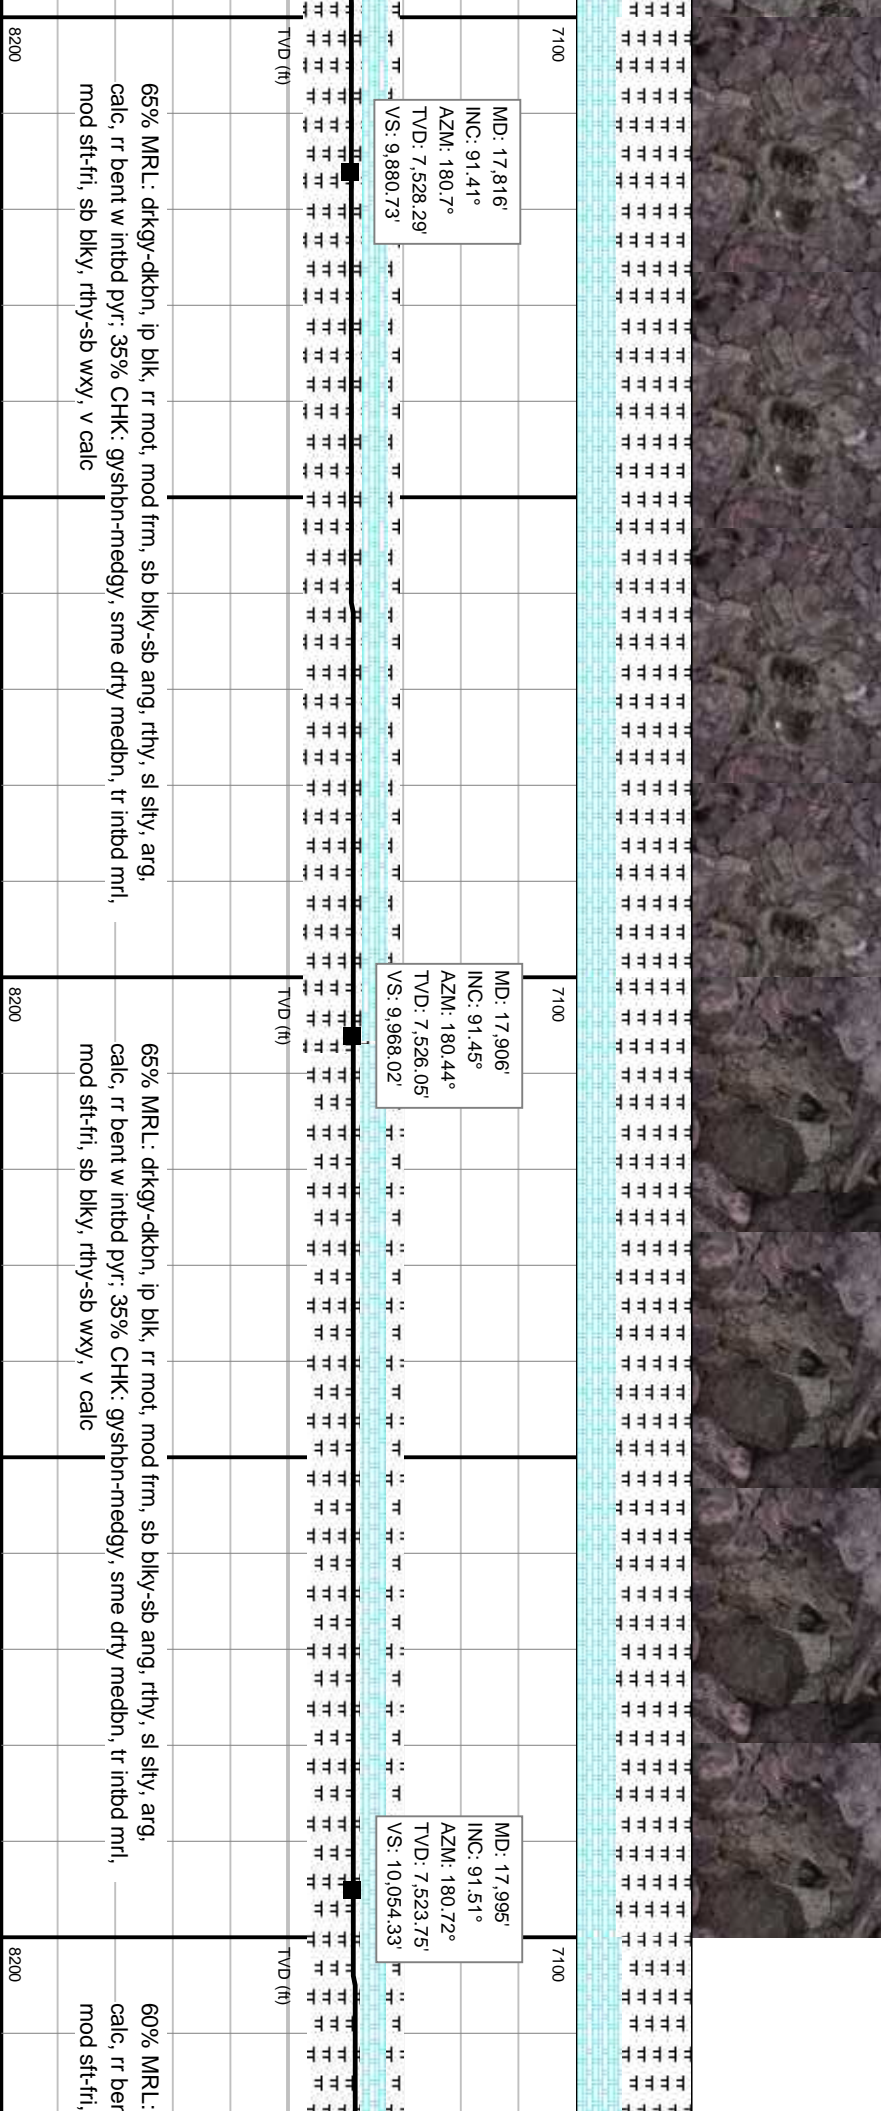 8200
TVD (ft)
7100
MD: 17,816'
INC: 91.41°
AZM: 180.7°
TVD: 7,528.29'
VS: 9,880.73'
65% MRL: drkgy-dkbn, ip blk, rr mot, mod frm, sb blky-sb ang, rthy, sl slty, arg,
calc, rr bent w intbd pyr; 35% CHK: gyshbn-medgy, sme drty medbn, tr intbd mrl,
mod sft-fri, sb blky, rthy-sb wxy, v calc
8200
TVD (ft)
7100
MD: 17,906'
INC: 91.45°
AZM: 180.44°
TVD: 7,526.05'
VS: 9,968.02'
65% MRL: drkgy-dkbn, ip blk, rr mot, mod frm, sb blky-sb ang, rthy, sl slty, arg,
calc, rr bent w intbd pyr; 35% CHK: gyshbn-medgy, sme drty medbn, tr intbd mrl,
mod sft-fri, sb blky, rthy-sb wxy, v calc
MD: 17,995'
INC: 91.51°
AZM: 180.72°
TVD: 7,523.75'
VS: 10,054.33'
8200
TVD (ft)
7100
60% MRL:
calc, rr ber
mod sft-fri,